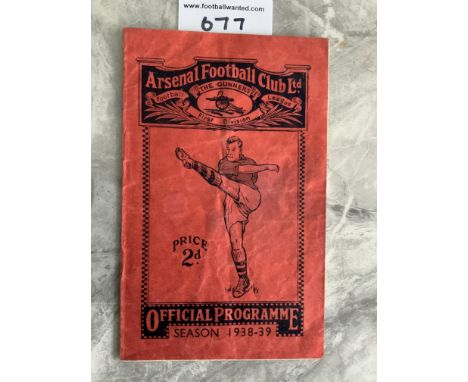 www.footballwanted.com
677
Arsenal Football Club Ltd
THE GUNNERS
Football League
First Division
PRICE
2d
OFFICIAL PROGRAMME
SEASON 1938-39